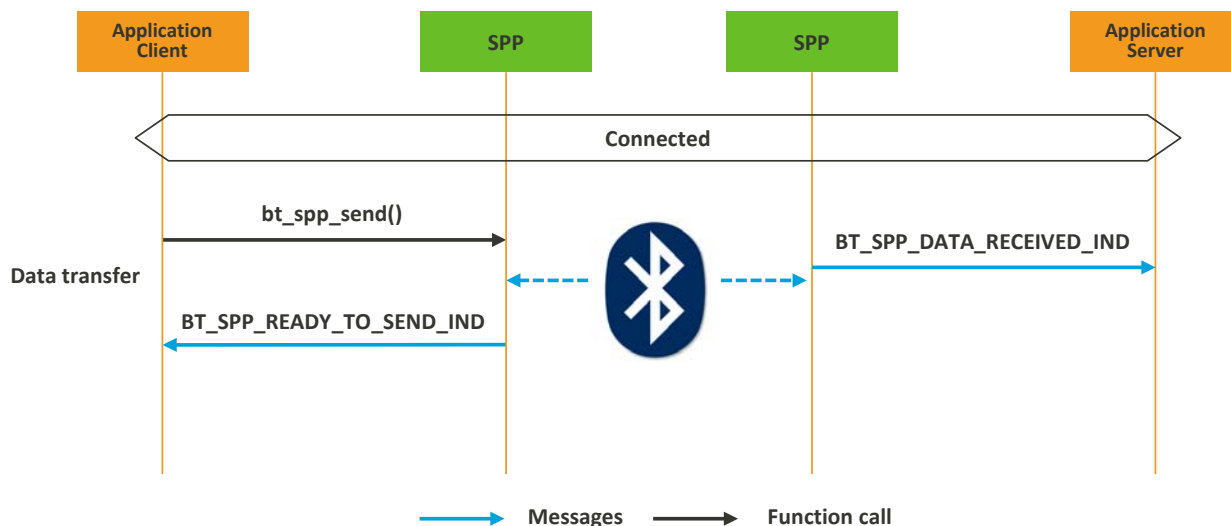 Application
Client
SPP
SPP
Application
Server
Connected
bt_spp_send()
BT_SPP_DATA_RECEIVED_IND
Data transfer
BT_SPP_READY_TO_SEND_IND
Messages
Function call